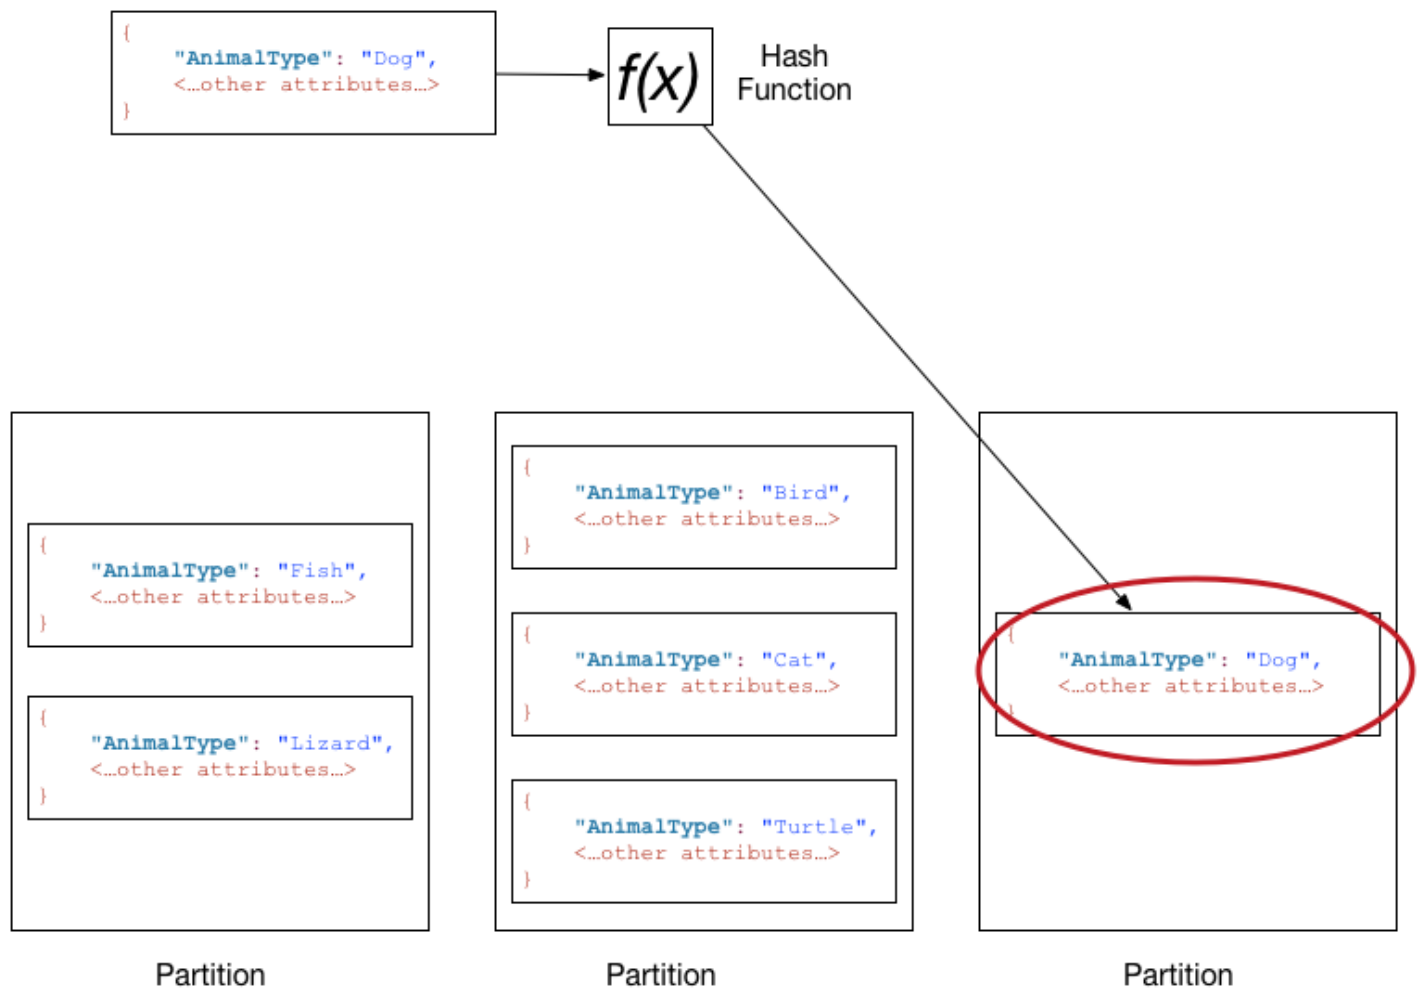 {
"AnimalType": "Dog",
<…other attributes…>
}
f(x)
Hash
Function
{
"AnimalType": "Fish",
<…other attributes…>
}
{
"AnimalType": "Lizard",
<…other attributes…>
}
Partition
{
"AnimalType": "Bird",
<…other attributes…>
}
{
"AnimalType": "Cat",
<…other attributes…>
}
{
"AnimalType": "Turtle",
<…other attributes…>
}
Partition
{
"AnimalType": "Dog",
<…other attributes…>
}
Partition